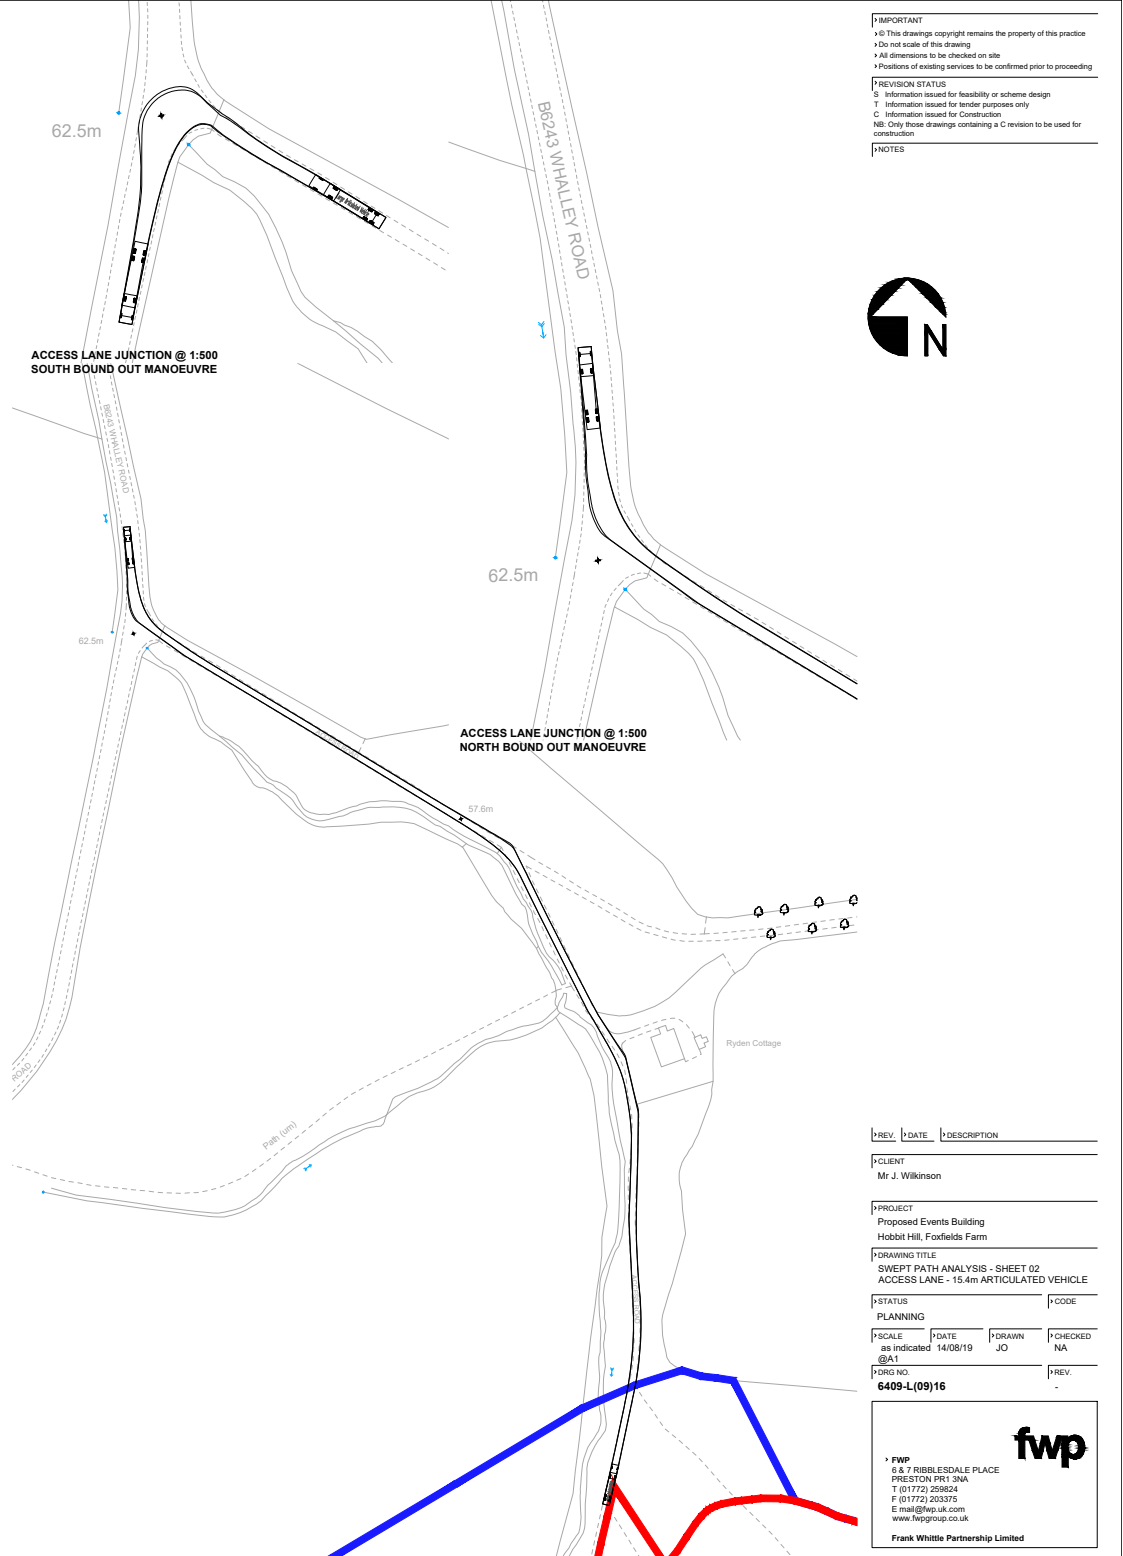 62.5m
B6243 WHALLEY ROAD
ACCESS LANE JUNCTION @ 1:500
SOUTH BOUND OUT MANOEUVRE
B6243 WHALLEY ROAD
62.5m
62.5m
ACCESS LANE JUNCTION @ 1:500
NORTH BOUND OUT MANOEUVRE
57.6m
Ryden Cottage
ROAD
Path (um)
IMPORTANT
© This drawings copyright remains the property of this practice
Do not scale of this drawing
All dimensions to be checked on site
Positions of existing services to be confirmed prior to proceeding
REVISION STATUS
S Information issued for feasibility or scheme design
T Information issued for tender purposes only
C Information issued for Construction
NB: Only those drawings containing a C revision to be used for
construction
NOTES
N
REV. DATE DESCRIPTION
CLIENT
Mr J. Wilkinson
PROJECT
Proposed Events Building
Hobbit Hill, Foxfields Farm
DRAWING TITLE
SWEPT PATH ANALYSIS - SHEET 02
ACCESS LANE - 15.4m ARTICULATED VEHICLE
STATUS CODE
PLANNING
SCALE DATE DRAWN CHECKED
as indicated 14/08/19 JO NA
@A1
DRG NO. REV.
6409-L(09)16 -
fwp
FWP
6 & 7 RIBBLESDALE PLACE
PRESTON PR1 3NA
T (01772) 259824
F (01772) 203375
E mail@fwp.uk.com
www.fwpgroup.co.uk
Frank Whittle Partnership Limited